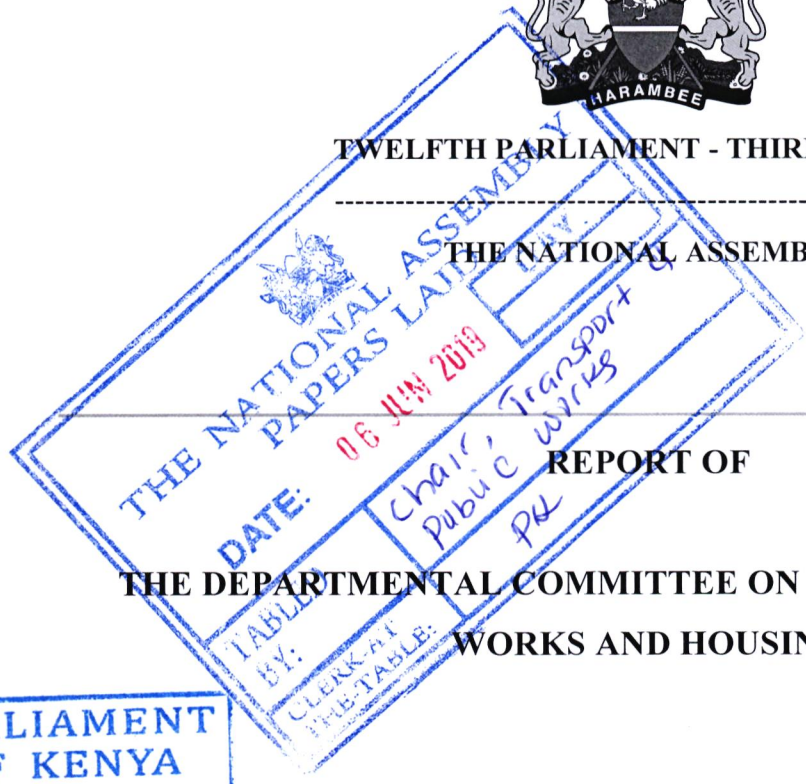 HARAMBEE
TWELFTH PARLIAMENT - THIR
THE NATIONAL ASSEMB
THE NATIONAL ASSEMBLY
PAPERS LAID
DAY.
DATE:
06 JUN 2019
TABLED
BY:
Chair, Transport &
Public Works
CLERK-AT
THE-TABLE:
REPORT OF
THE DEPARTMENTAL COMMITTEE ON
WORKS AND HOUSIN
LIAMENT
KENYA